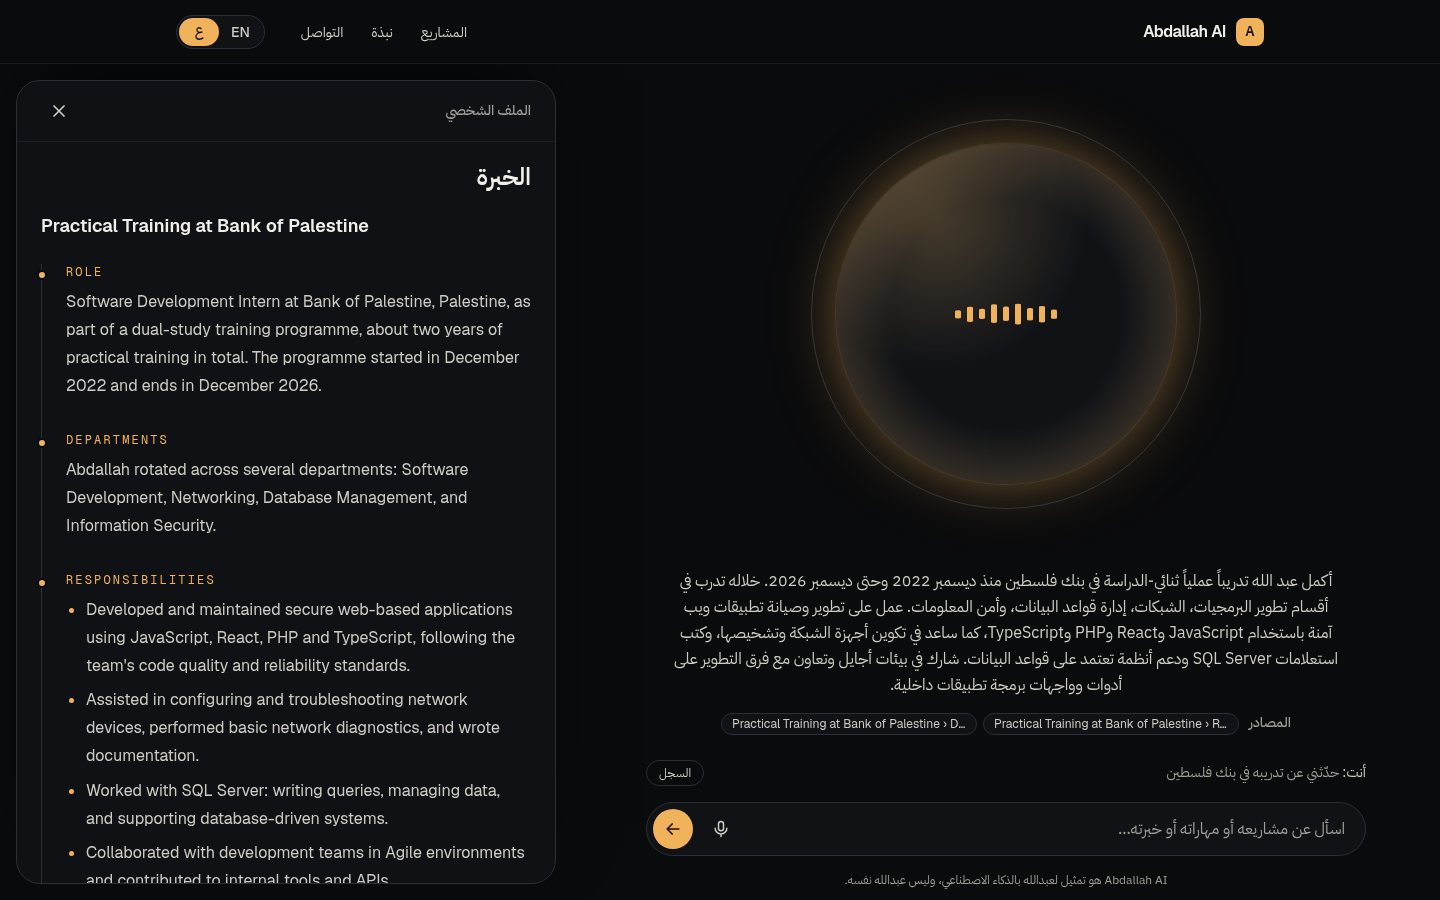 A Abdallah AI
المشاريع نبذة التواصل
EN ع
الملف الشخصي
الخبرة
Practical Training at Bank of Palestine
ROLE
Software Development Intern at Bank of Palestine, Palestine, as
part of a dual-study training programme, about two years of
practical training in total. The programme started in December
2022 and ends in December 2026.
DEPARTMENTS
Abdallah rotated across several departments: Software
Development, Networking, Database Management, and
Information Security.
RESPONSIBILITIES
Developed and maintained secure web-based applications
using JavaScript, React, PHP and TypeScript, following the
team's code quality and reliability standards.
Assisted in configuring and troubleshooting network
devices, performed basic network diagnostics, and wrote
documentation.
Worked with SQL Server: writing queries, managing data,
and supporting database-driven systems.
Collaborated with development teams in Agile environments
and contributed to internal tools and APIs.
أكمل عبد الله تدريباً عملياً ثنائي-الدراسة في بنك فلسطين منذ ديسمبر 2022 وحتى ديسمبر 2026. خلاله تدرب في
أقسام تطوير البرمجيات، الشبكات، إدارة قواعد البيانات، وأمن المعلومات. عمل على تطوير وصيانة تطبيقات ويب
آمنة باستخدام JavaScript وReact وPHP وTypeScript، كما ساعد في تكوين أجهزة الشبكة وتشخيصها، وكتب
استعلامات SQL Server ودعم أنظمة تعتمد على قواعد البيانات. شارك في بيئات أجايل وتعاون مع فرق التطوير على
أدوات وواجهات برمجة تطبيقات داخلية.
المصادر
Practical Training at Bank of Palestine › R...
Practical Training at Bank of Palestine › D...
أنت: حدّثني عن تدريبه في بنك فلسطين
السجل
اسأل عن مشاريعه أو مهاراته أو خبرته...
Abdallah AI هو تمثيل لعبدالله بالذكاء الاصطناعي، وليس عبدالله نفسه.